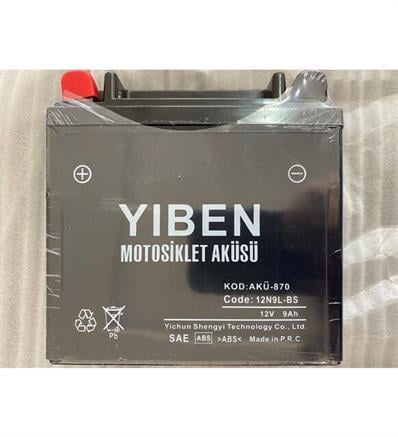 YIBEN
MOTOSİKLET AKÜSÜ
KOD:AKÜ-870
Code: 12N9L-BS
12V 9Ah
Yichun Shengyi Technology Co., Ltd.
SAE ABS >ABS< Made in P.R.C.
Pb